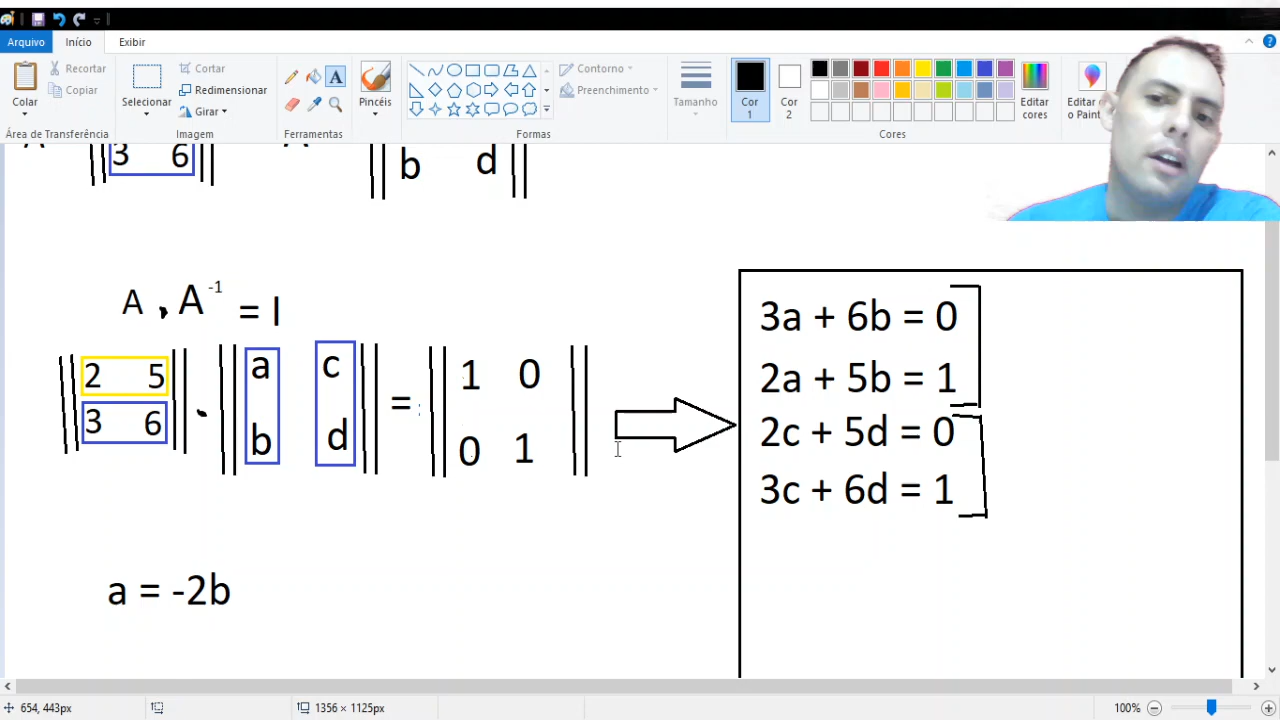 Arquivo Início Exibir
Colar
Recortar
Copiar
Área de Transferência
Selecionar
Cortar
Redimensionar
Girar
Imagem
Ferramentas
Pincéis
Formas
Contorno
Preenchimento
Tamanho
Cor 1
Cor 2
Editar cores
Cores
Editar
o Paint
3 6
b d
A . A -1 = I
2 5
3 6
.
a c
b d
=
1 0
0 1
3a + 6b = 0
2a + 5b = 1
2c + 5d = 0
3c + 6d = 1
a = -2b
654, 443px
1356 × 1125px
100%